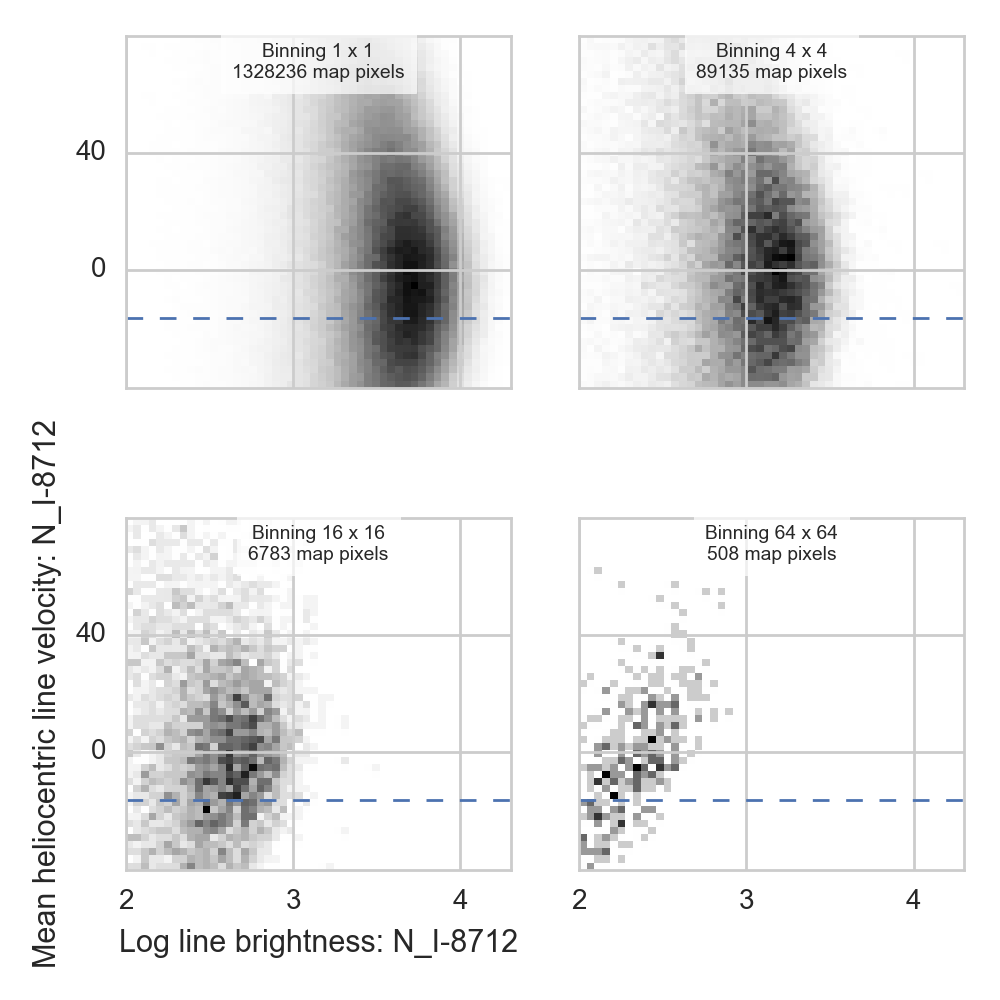 Binning 1 x 1
1328236 map pixels
Binning 4 x 4
89135 map pixels
40
0
Binning 16 x 16
6783 map pixels
Binning 64 x 64
508 map pixels
40
0
2 3 4
2 3 4
Log line brightness: N_I-8712
Mean heliocentric line velocity: N_I-8712